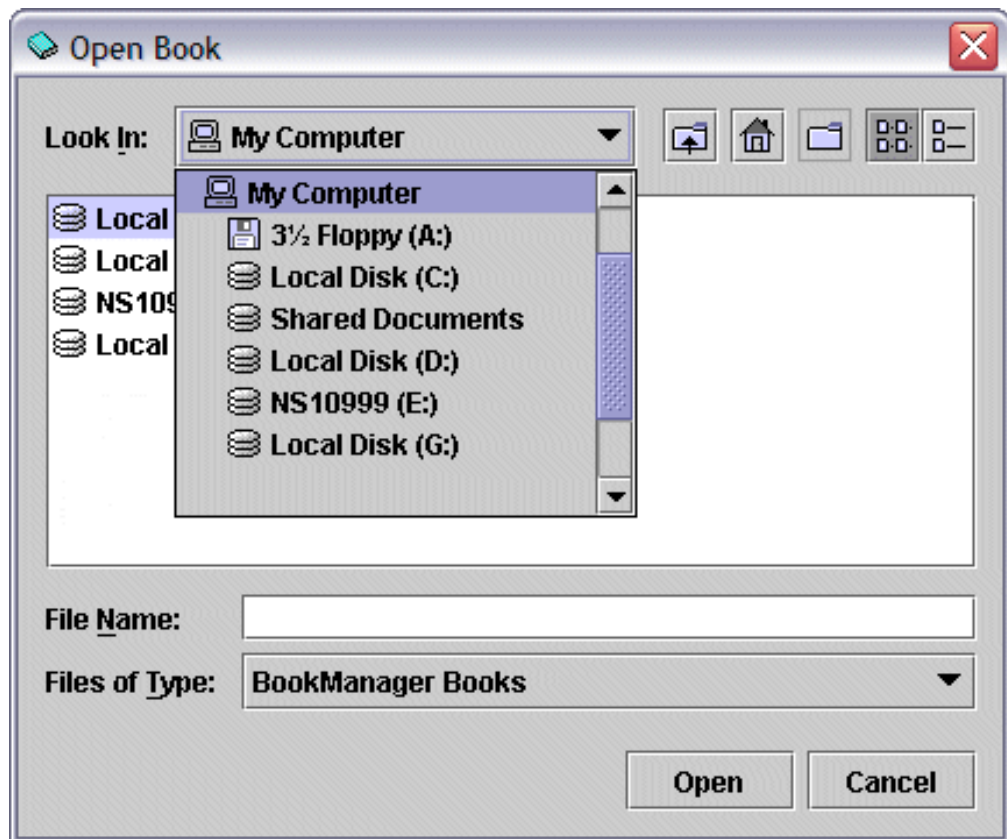 Open Book
Look In: My Computer
My Computer
3½ Floppy (A:)
Local Disk (C:)
Shared Documents
Local Disk (D:)
NS10999 (E:)
Local Disk (G:)
Local
Local
NS109
Local
File Name:
Files of Type: BookManager Books
Open Cancel